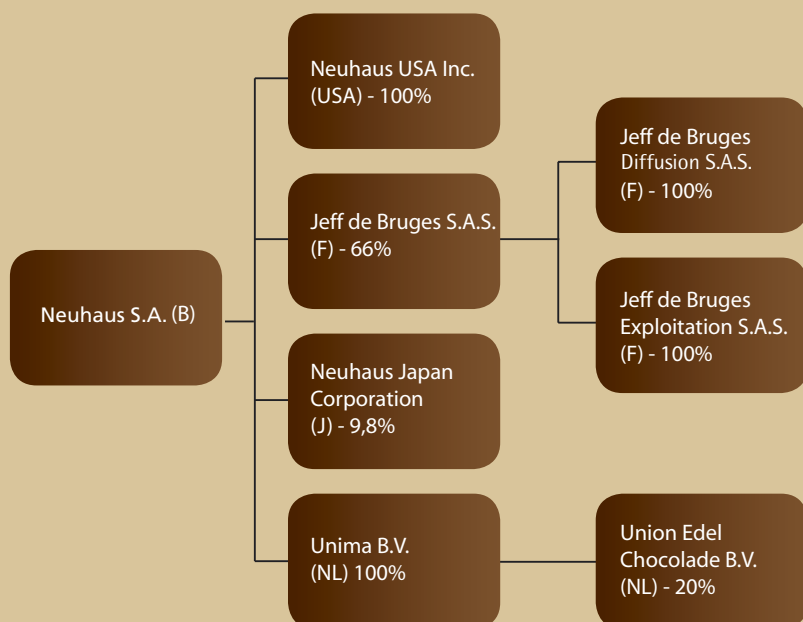 Neuhaus S.A. (B)
Neuhaus USA Inc.
(USA) - 100%
Jeff de Bruges S.A.S.
(F) - 66%
Neuhaus Japan
Corporation
(J) - 9,8%
Unima B.V.
(NL) 100%
Jeff de Bruges
Diffusion S.A.S.
(F) - 100%
Jeff de Bruges
Exploitation S.A.S.
(F) - 100%
Union Edel
Chocolade B.V.
(NL) - 20%